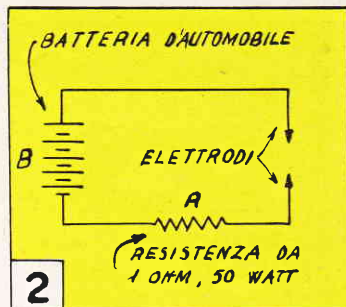 BATTERIA D'AUTOMOBILE
B
ELETTRODI
A
RESISTENZA DA
1 OHM, 50 WATT
2